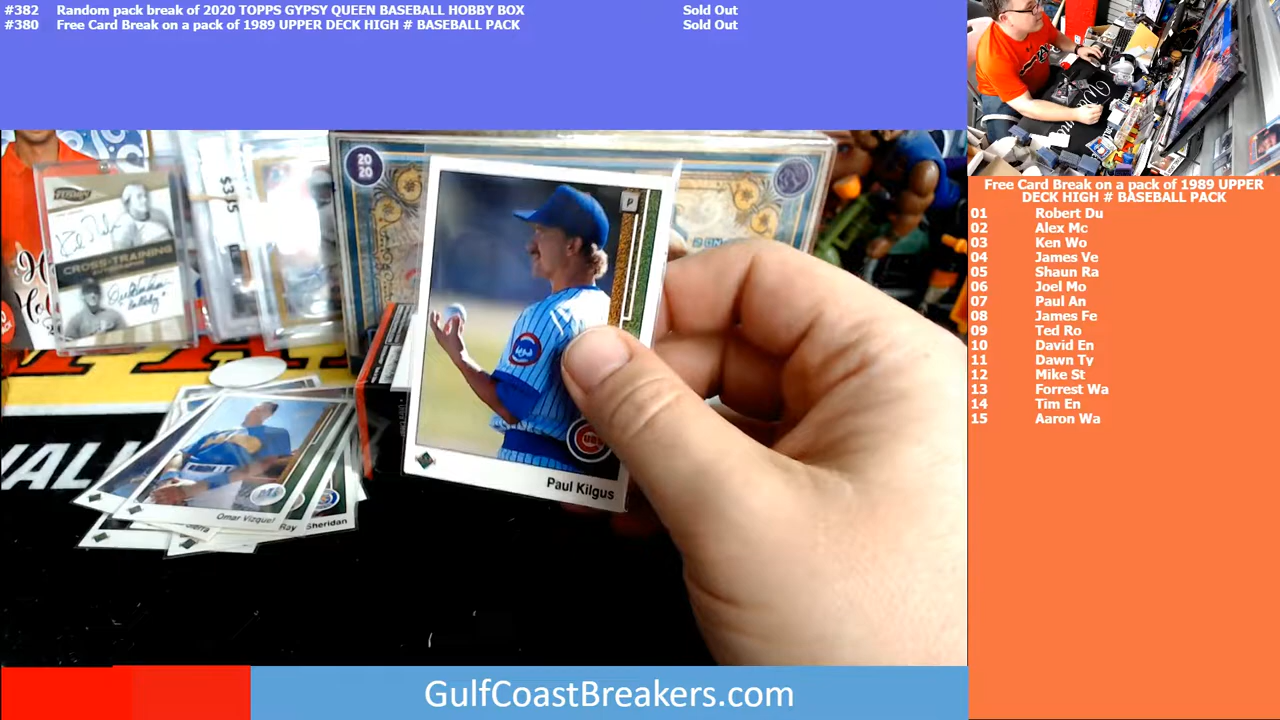 #382 Random pack break of 2020 TOPPS GYPSY QUEEN BASEBALL HOBBY BOX Sold Out
#380 Free Card Break on a pack of 1989 UPPER DECK HIGH # BASEBALL PACK Sold Out
20
20
$315
CROSS-TRAINING
P
CUBS
Paul Kilgus
Omar Vizquel
Ray
Sheridan
Free Card Break on a pack of 1989 UPPER
DECK HIGH # BASEBALL PACK
01 Robert Du
02 Alex Mc
03 Ken Wo
04 James Ve
05 Shaun Ra
06 Joel Mo
07 Paul An
08 James Fe
09 Ted Ro
10 David En
11 Dawn Ty
12 Mike St
13 Forrest Wa
14 Tim En
15 Aaron Wa
GulfCoastBreakers.com